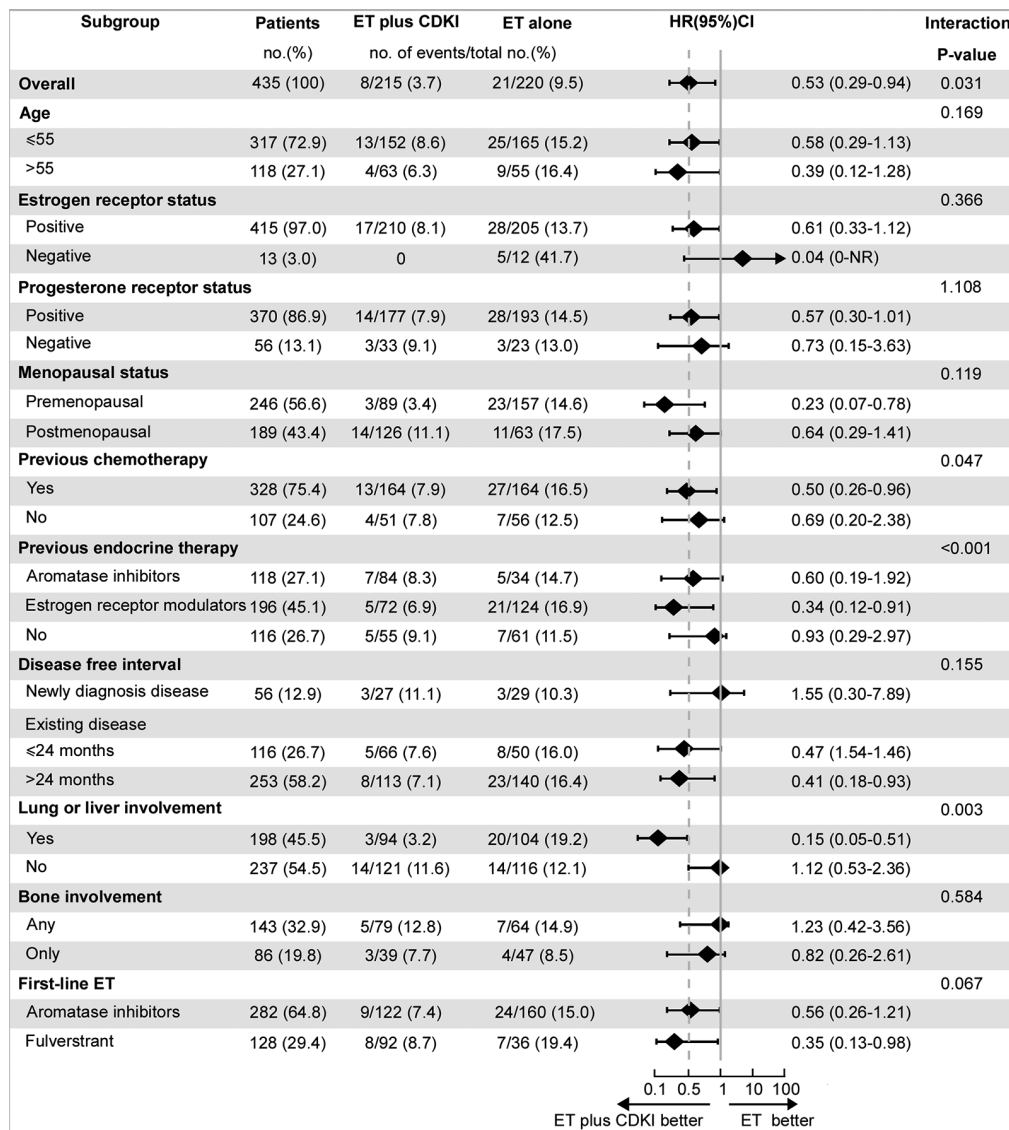 Subgroup Patients ET plus CDKI ET alone HR(95%)CI Interaction
no.(%) no. of events/total no.(%) P-value
Overall 435 (100) 8/215 (3.7) 21/220 (9.5) 0.53 (0.29-0.94) 0.031
Age 0.169
⩽55 317 (72.9) 13/152 (8.6) 25/165 (15.2) 0.58 (0.29-1.13)
>55 118 (27.1) 4/63 (6.3) 9/55 (16.4) 0.39 (0.12-1.28)
Estrogen receptor status 0.366
Positive 415 (97.0) 17/210 (8.1) 28/205 (13.7) 0.61 (0.33-1.12)
Negative 13 (3.0) 0 5/12 (41.7) 0.04 (0-NR)
Progesterone receptor status 1.108
Positive 370 (86.9) 14/177 (7.9) 28/193 (14.5) 0.57 (0.30-1.01)
Negative 56 (13.1) 3/33 (9.1) 3/23 (13.0) 0.73 (0.15-3.63)
Menopausal status 0.119
Premenopausal 246 (56.6) 3/89 (3.4) 23/157 (14.6) 0.23 (0.07-0.78)
Postmenopausal 189 (43.4) 14/126 (11.1) 11/63 (17.5) 0.64 (0.29-1.41)
Previous chemotherapy 0.047
Yes 328 (75.4) 13/164 (7.9) 27/164 (16.5) 0.50 (0.26-0.96)
No 107 (24.6) 4/51 (7.8) 7/56 (12.5) 0.69 (0.20-2.38)
Previous endocrine therapy <0.001
Aromatase inhibitors 118 (27.1) 7/84 (8.3) 5/34 (14.7) 0.60 (0.19-1.92)
Estrogen receptor modulators 196 (45.1) 5/72 (6.9) 21/124 (16.9) 0.34 (0.12-0.91)
No 116 (26.7) 5/55 (9.1) 7/61 (11.5) 0.93 (0.29-2.97)
Disease free interval 0.155
Newly diagnosis disease 56 (12.9) 3/27 (11.1) 3/29 (10.3) 1.55 (0.30-7.89)
Existing disease
⩽24 months 116 (26.7) 5/66 (7.6) 8/50 (16.0) 0.47 (1.54-1.46)
>24 months 253 (58.2) 8/113 (7.1) 23/140 (16.4) 0.41 (0.18-0.93)
Lung or liver involvement 0.003
Yes 198 (45.5) 3/94 (3.2) 20/104 (19.2) 0.15 (0.05-0.51)
No 237 (54.5) 14/121 (11.6) 14/116 (12.1) 1.12 (0.53-2.36)
Bone involvement 0.584
Any 143 (32.9) 5/79 (12.8) 7/64 (14.9) 1.23 (0.42-3.56)
Only 86 (19.8) 3/39 (7.7) 4/47 (8.5) 0.82 (0.26-2.61)
First-line ET 0.067
Aromatase inhibitors 282 (64.8) 9/122 (7.4) 24/160 (15.0) 0.56 (0.26-1.21)
Fulverstrant 128 (29.4) 8/92 (8.7) 7/36 (19.4) 0.35 (0.13-0.98)
0.1 0.5 1 10 100
ET plus CDKI better ET better